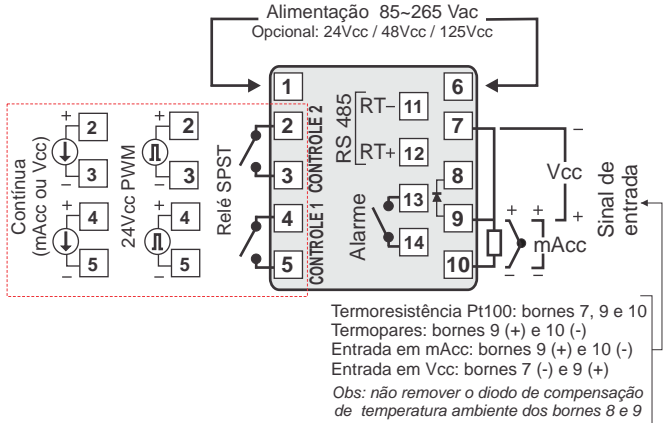 Alimentação 85~265 Vac
Opcional: 24Vcc / 48Vcc / 125Vcc
Contínua
(mAcc ou Vcc)
+
2
3
−
+
4
5
−
24Vcc PWM
+
2
3
−
+
4
5
−
Relé SPST
1
2
3
4
5
CONTROLE 2
CONTROLE 1
RS 485
RT−
11
RT+
12
Alarme
13
14
6
7
8
9
10
−
Vcc
+
+
+
mAcc
−
−
Sinal de
entrada
Termoresistência Pt100: bornes 7, 9 e 10
Termopares: bornes 9 (+) e 10 (-)
Entrada em mAcc: bornes 9 (+) e 10 (-)
Entrada em Vcc: bornes 7 (-) e 9 (+)
Obs: não remover o diodo de compensação
de temperatura ambiente dos bornes 8 e 9